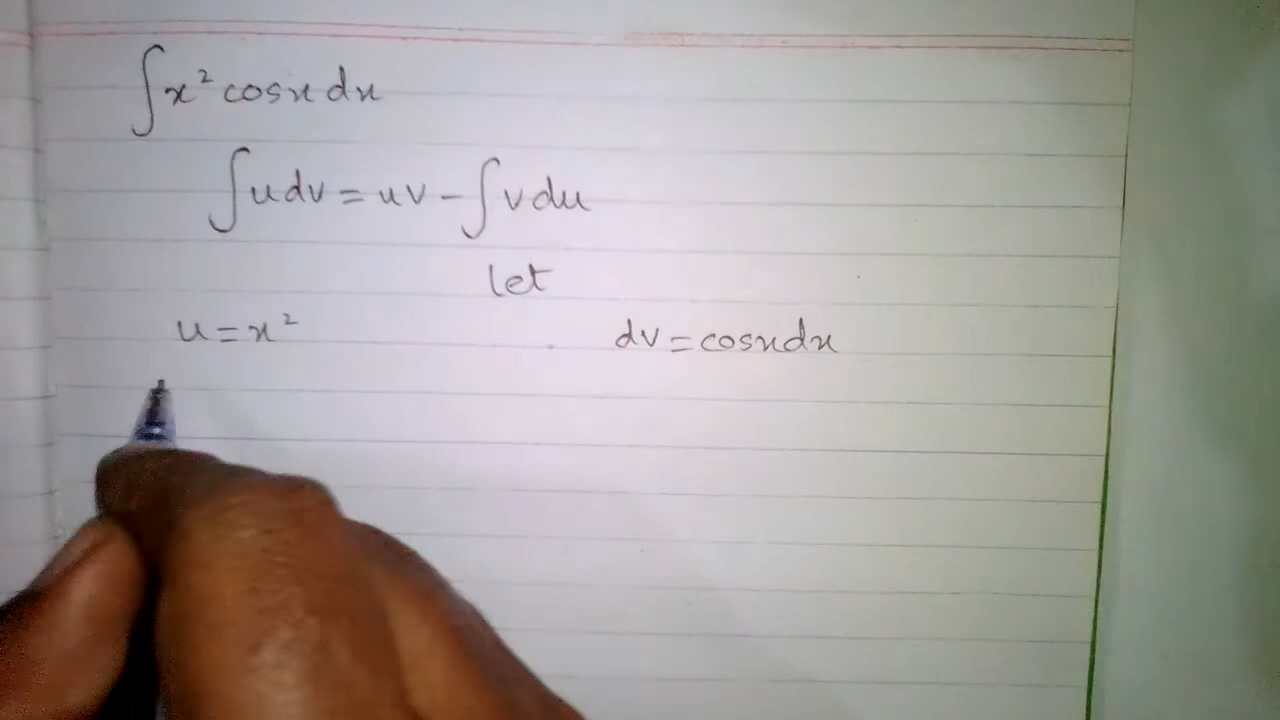 ∫x² cosx dx
∫u dv = uv - ∫v du
let
u = x² dv = cosx dx